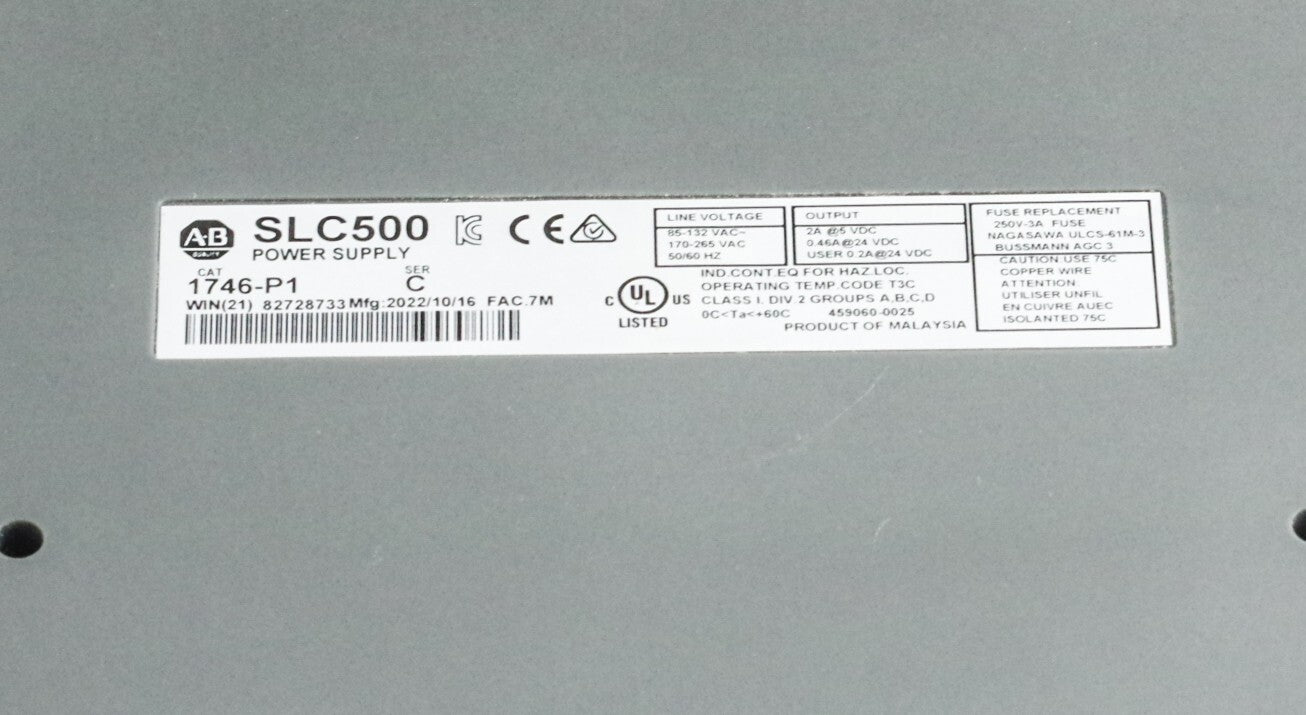 A-B
QUALITY
SLC500
POWER SUPPLY
CAT
SER
1746-P1
C
WIN(21) 82728733 Mfg:2022/10/16 FAC.7M
C UL US
LISTED
LINE VOLTAGE
85-132 VAC~
170-265 VAC
50/60 HZ
OUTPUT
2A @5 VDC
0.46A@24 VDC
USER 0.2A@24 VDC
IND.CONT.EQ FOR HAZ.LOC.
OPERATING TEMP.CODE T3C
CLASS I. DIV.2 GROUPS A,B,C,D
0C<Ta<+60C 459060-0025
PRODUCT OF MALAYSIA
FUSE REPLACEMENT
250V-3A FUSE
NAGASAWA ULCS-61M-3
BUSSMANN AGC 3
CAUTION USE 75C
COPPER WIRE
ATTENTION
UTILISER UNFIL
EN CUIVRE AUEC
ISOLANTED 75C